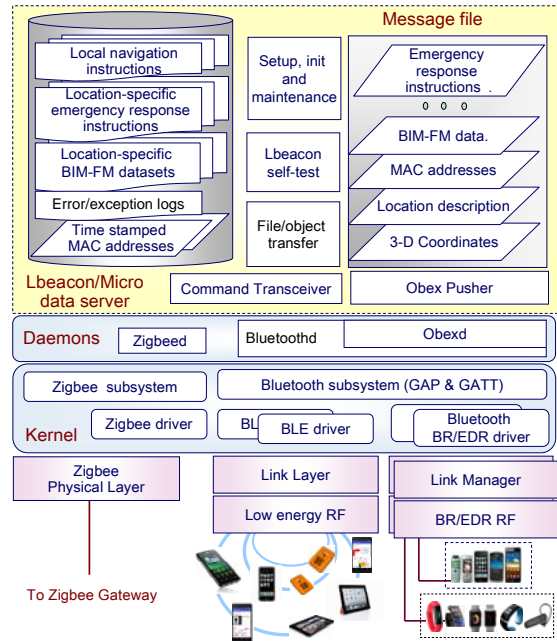 Message file
Local navigation
instructions
Location-specific
emergency response
instructions
Location-specific
BIM-FM datasets
Error/exception logs
Time stamped
MAC addresses
Setup, init
and
maintenance
Lbeacon
self-test
File/object
transfer
Emergency
response
instructions .
o o o
BIM-FM data.
MAC addresses
Location description
3-D Coordinates
Lbeacon/Micro
data server
Command Transceiver
Obex Pusher
Daemons
Zigbeed
Bluetoothd
Obexd
Zigbee subsystem
Bluetooth subsystem (GAP & GATT)
Kernel
Zigbee driver
BL
BLE driver
Bluetooth
BR/EDR driver
Zigbee
Physical Layer
Link Layer
Low energy RF
Link Manager
BR/EDR RF
To Zigbee Gateway